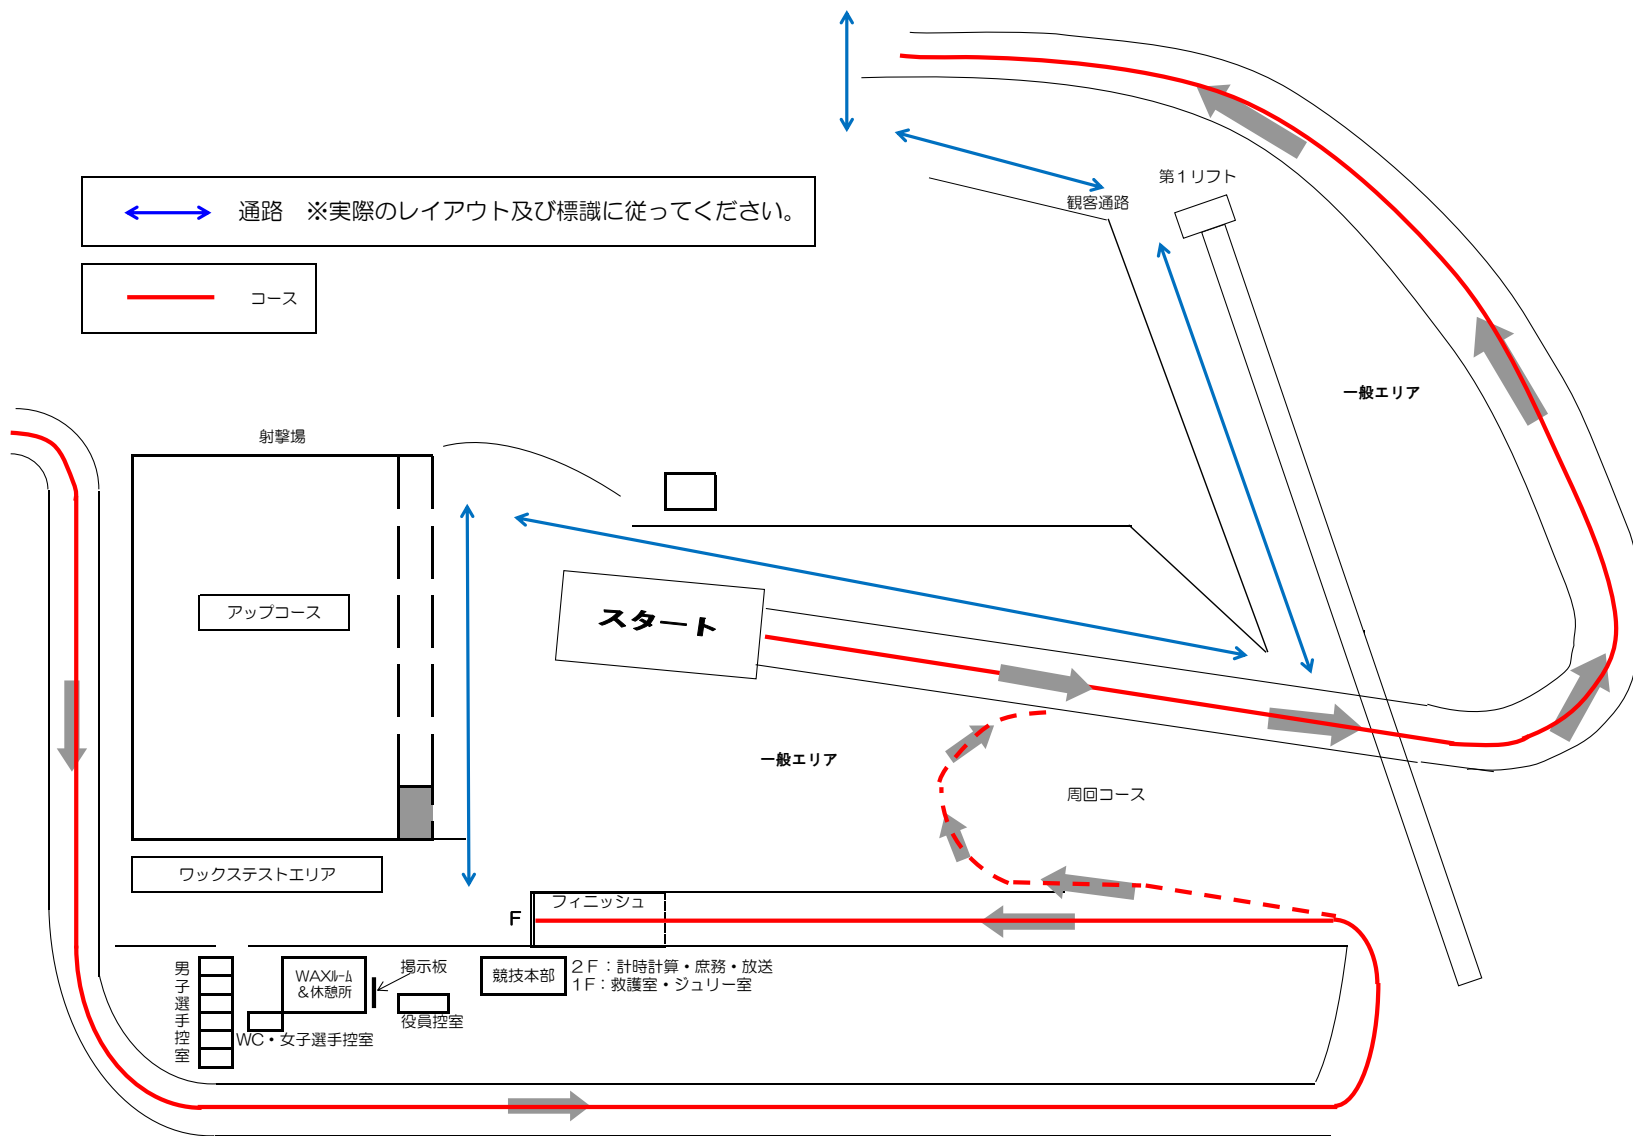 第１リフト
観客通路
通路　※実際のレイアウト及び標識に従ってください。
コース
一般エリア
射撃場
アップコース
スタート
一般エリア
周回コース
ワックステストエリア
フィニッシュ
F
男子選手控室
WAXﾙｰﾑ
＆休憩所
掲示板
競技本部
２F：計時計算・庶務・放送
１F：救護室・ジュリー室
役員控室
WC・女子選手控室